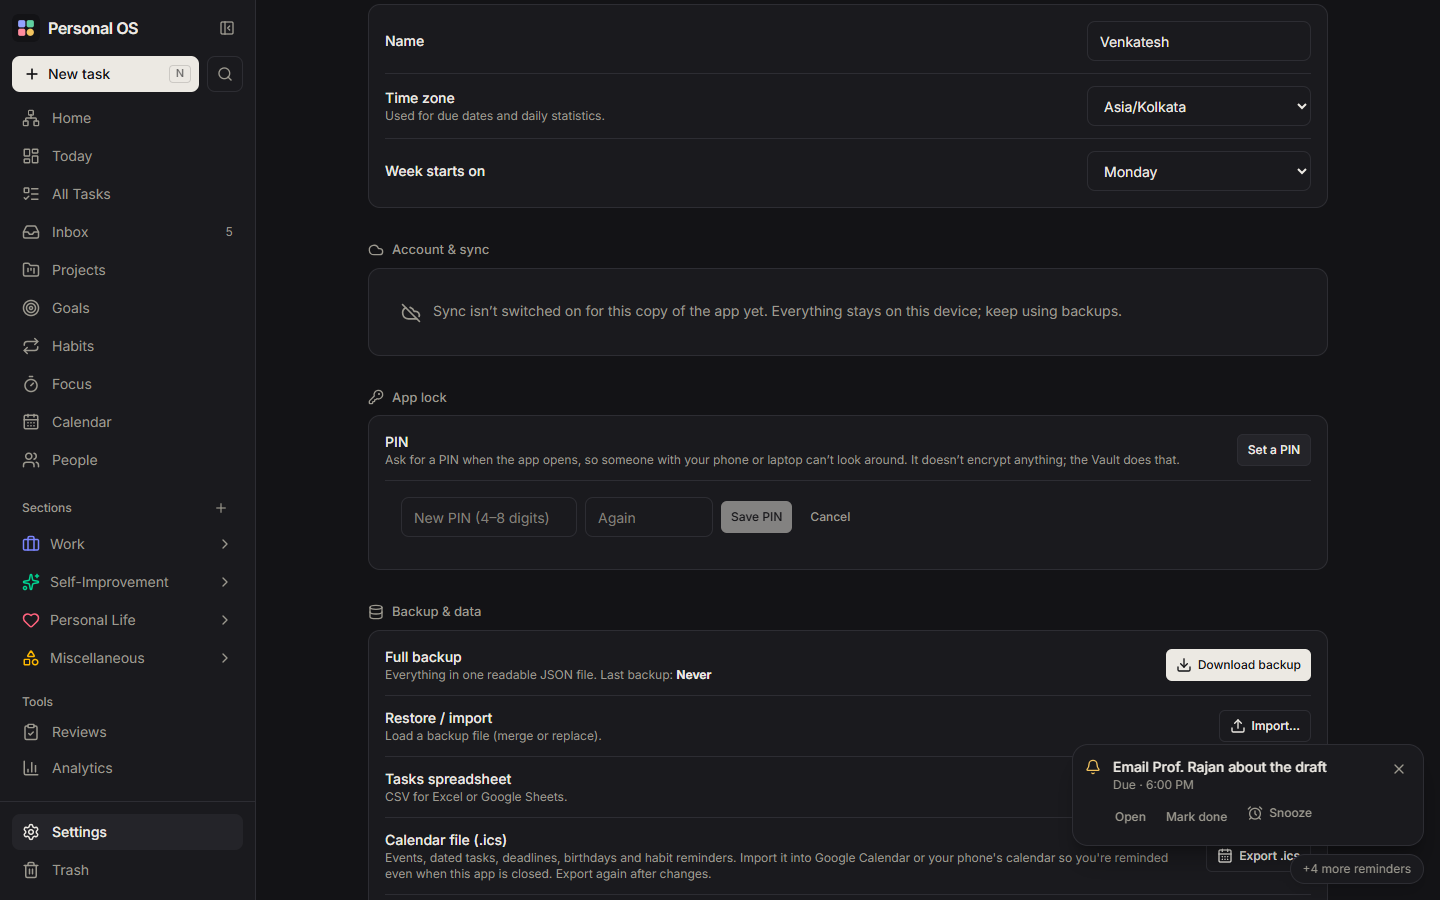 Personal OS
New task N
Home
Today
All Tasks
Inbox 5
Projects
Goals
Habits
Focus
Calendar
People
Sections
Work
Self-Improvement
Personal Life
Miscellaneous
Tools
Reviews
Analytics
Settings
Trash
Name
Venkatesh
Time zone
Used for due dates and daily statistics.
Asia/Kolkata
Week starts on
Monday
Account & sync
Sync isn’t switched on for this copy of the app yet. Everything stays on this device; keep using backups.
App lock
PIN
Ask for a PIN when the app opens, so someone with your phone or laptop can’t look around. It doesn’t encrypt anything; the Vault does that.
Set a PIN
New PIN (4–8 digits) Again Save PIN Cancel
Backup & data
Full backup
Everything in one readable JSON file. Last backup: Never
Download backup
Restore / import
Load a backup file (merge or replace).
Import...
Tasks spreadsheet
CSV for Excel or Google Sheets.
Calendar file (.ics)
Events, dated tasks, deadlines, birthdays and habit reminders. Import it into Google Calendar or your phone's calendar so you're reminded
even when this app is closed. Export again after changes.
Export .ics
Email Prof. Rajan about the draft
Due · 6:00 PM
Open Mark done Snooze
+4 more reminders